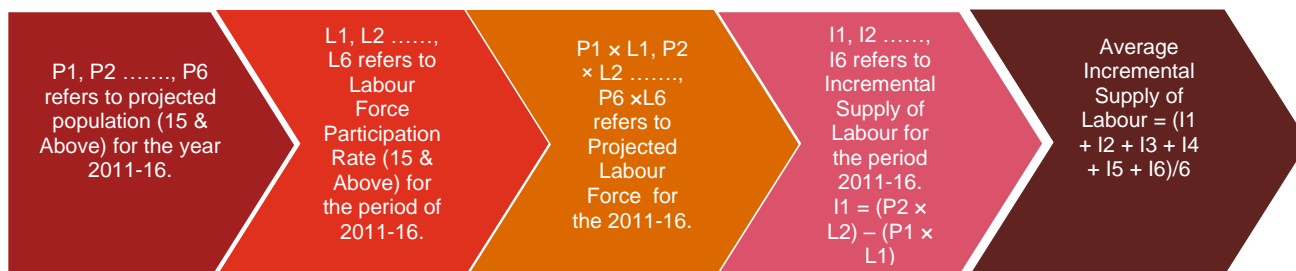 P1, P2 ……., P6
refers to projected
population (15 &
Above) for the year
2011-16.
L1, L2 ……,
L6 refers to
Labour
Force
Participation
Rate (15 &
Above) for
the period of
2011-16.
P1 × L1, P2
× L2 …….,
P6 ×L6
refers to
Projected
Labour
Force for
the 2011-16.
I1, I2 ……,
I6 refers to
Incremental
Supply of
Labour for
the period
2011-16.
I1 = (P2 ×
L2) – (P1 ×
L1)
Average
Incremental
Supply of
Labour = (I1
+ I2 + I3 + I4
+ I5 + I6)/6